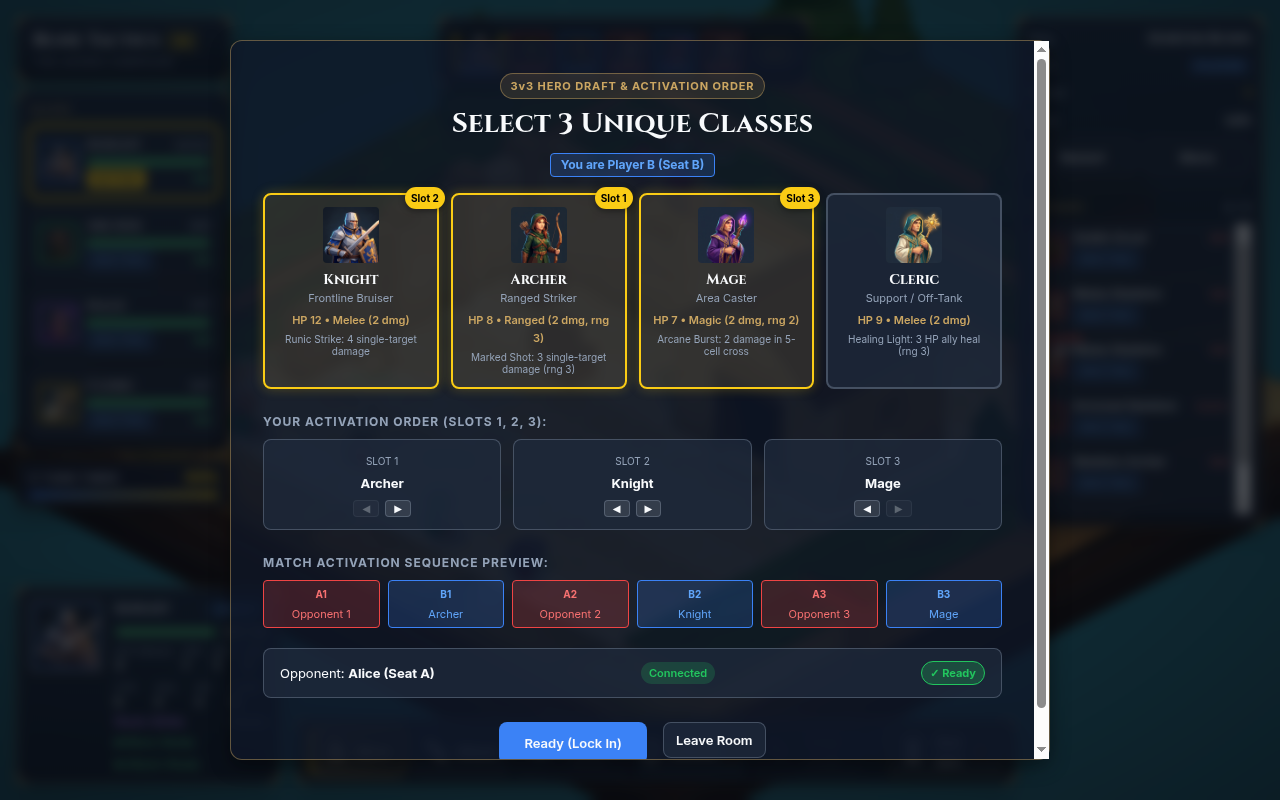 3v3 HERO DRAFT & ACTIVATION ORDER
Select 3 Unique Classes
You are Player B (Seat B)
Slot 2
Slot 1
Slot 3
Knight
Frontline Bruiser
HP 12 • Melee (2 dmg)
Runic Strike: 4 single-target
damage
Archer
Ranged Striker
HP 8 • Ranged (2 dmg, rng
3)
Marked Shot: 3 single-target
damage (rng 3)
Mage
Area Caster
HP 7 • Magic (2 dmg, rng 2)
Arcane Burst: 2 damage in 5-
cell cross
Cleric
Support / Off-Tank
HP 9 • Melee (2 dmg)
Healing Light: 3 HP ally heal
(rng 3)
YOUR ACTIVATION ORDER (SLOTS 1, 2, 3):
SLOT 1
Archer
◀ ▶
SLOT 2
Knight
◀ ▶
SLOT 3
Mage
◀ ▶
MATCH ACTIVATION SEQUENCE PREVIEW:
A1
Opponent 1
B1
Archer
A2
Opponent 2
B2
Knight
A3
Opponent 3
B3
Mage
Opponent: Alice (Seat A)
Connected
✓ Ready
Ready (Lock In)
Leave Room